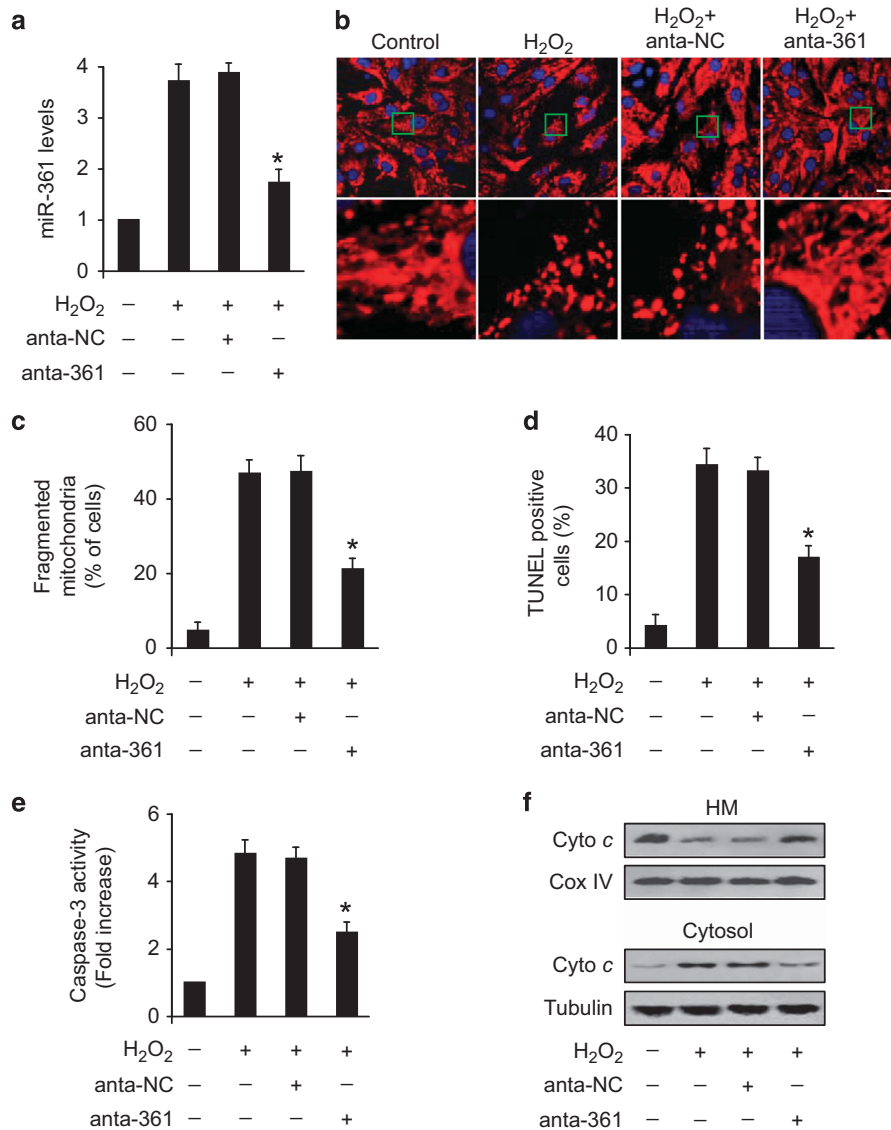 a
miR-361 levels
4
3
2
1
0
*
H₂O₂ – + + +
anta-NC – – + –
anta-361 – – – +
b
Control
H₂O₂
H₂O₂+
anta-NC
H₂O₂+
anta-361
c
Fragmented
mitochondria
(% of cells)
60
40
20
0
*
H₂O₂ – + + +
anta-NC – – + –
anta-361 – – – +
d
TUNEL positive
cells (%)
40
30
20
10
0
*
H₂O₂ – + + +
anta-NC – – + –
anta-361 – – – +
e
Caspase-3 activity
(Fold increase)
6
4
2
0
*
H₂O₂ – + + +
anta-NC – – + –
anta-361 – – – +
f
HM
Cyto c
Cox IV
Cytosol
Cyto c
Tubulin
H₂O₂ – + + +
anta-NC – – + –
anta-361 – – – +